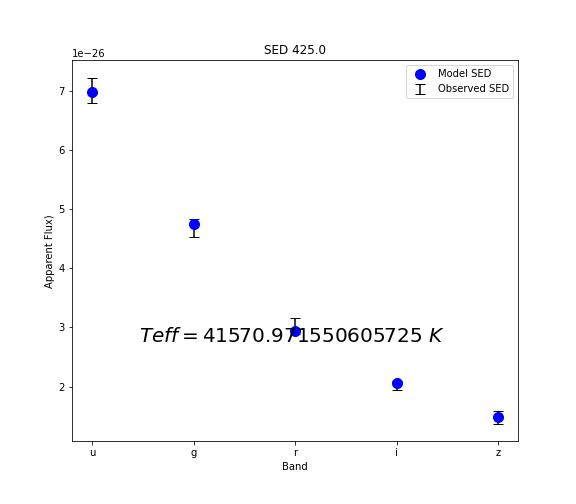 SED 425.0
1e−26
Model SED
Observed SED
7
6
5
4
3
2
Apparent Flux)
Teff = 41570.971550605725 K
u g r i z
Band